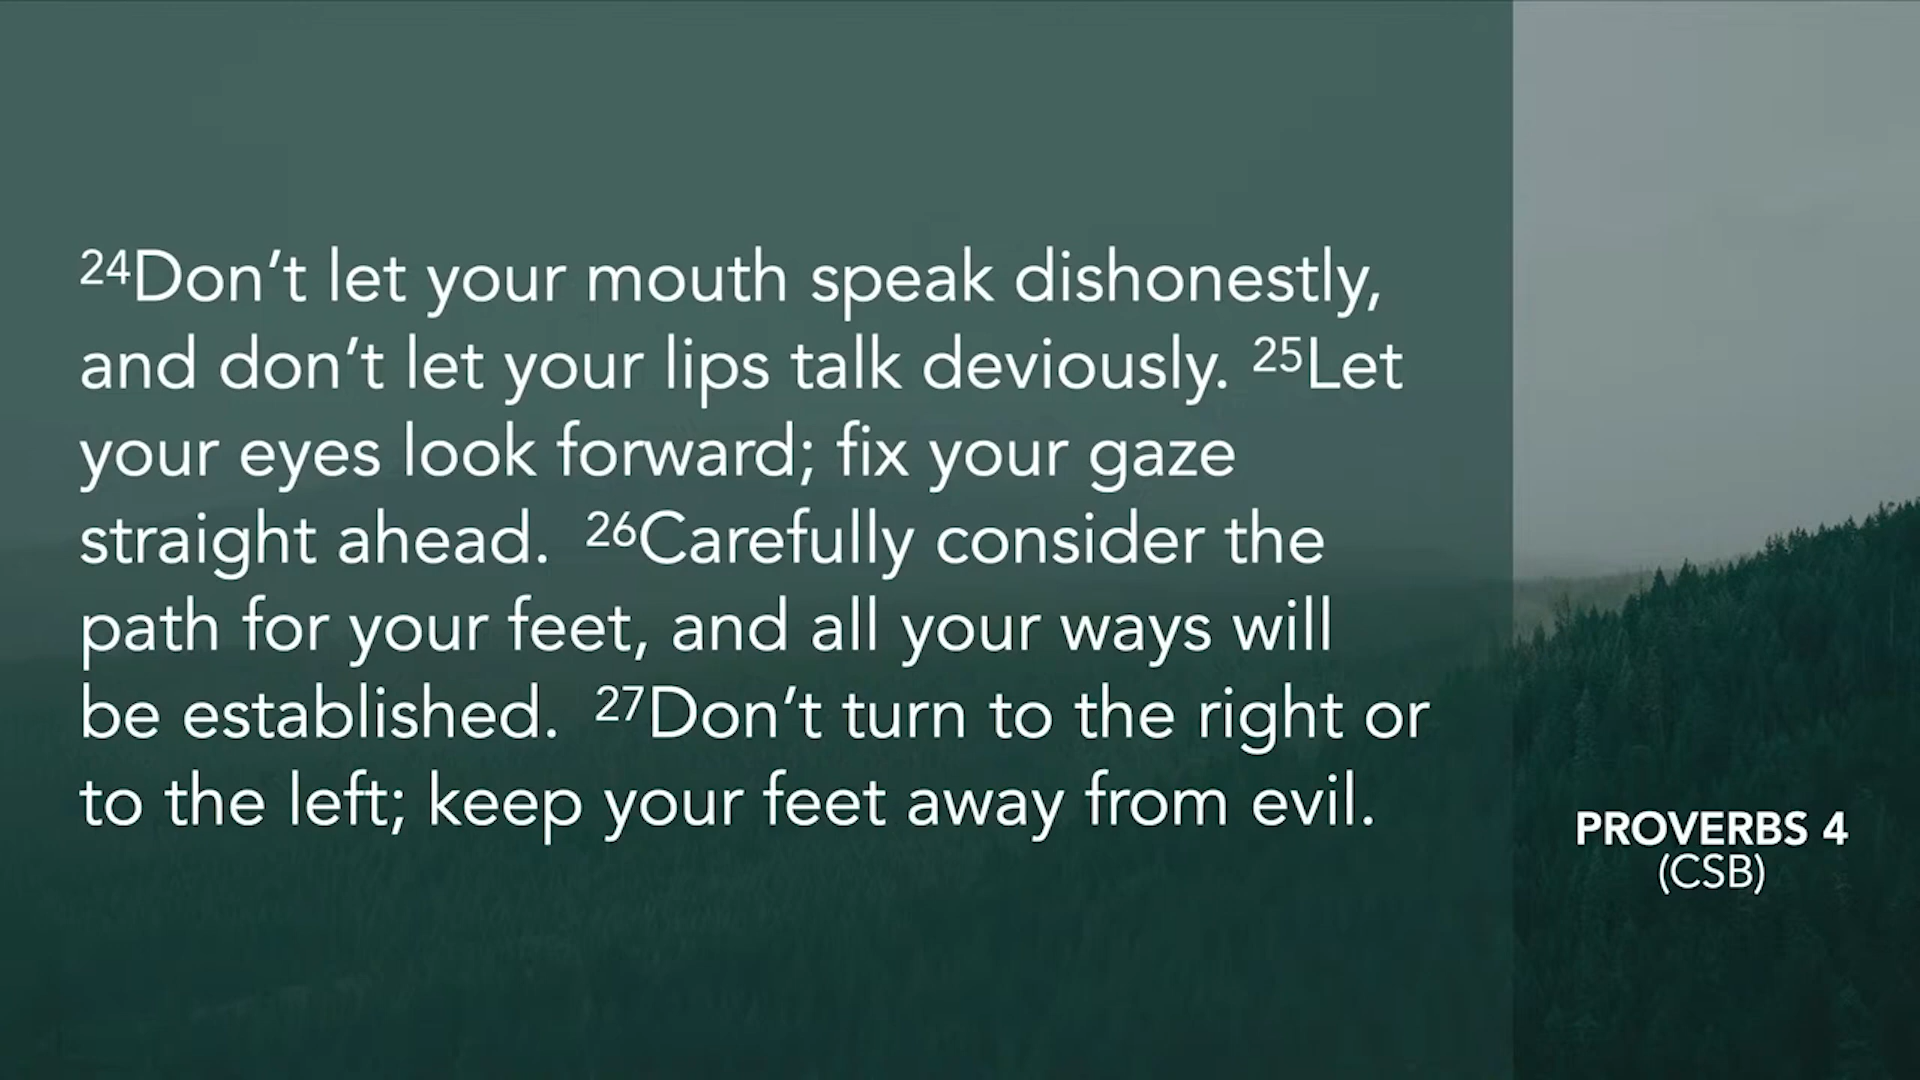 24Don’t let your mouth speak dishonestly,
and don’t let your lips talk deviously. 25Let
your eyes look forward; fix your gaze
straight ahead. 26Carefully consider the
path for your feet, and all your ways will
be established. 27Don’t turn to the right or
to the left; keep your feet away from evil.
PROVERBS 4
(CSB)